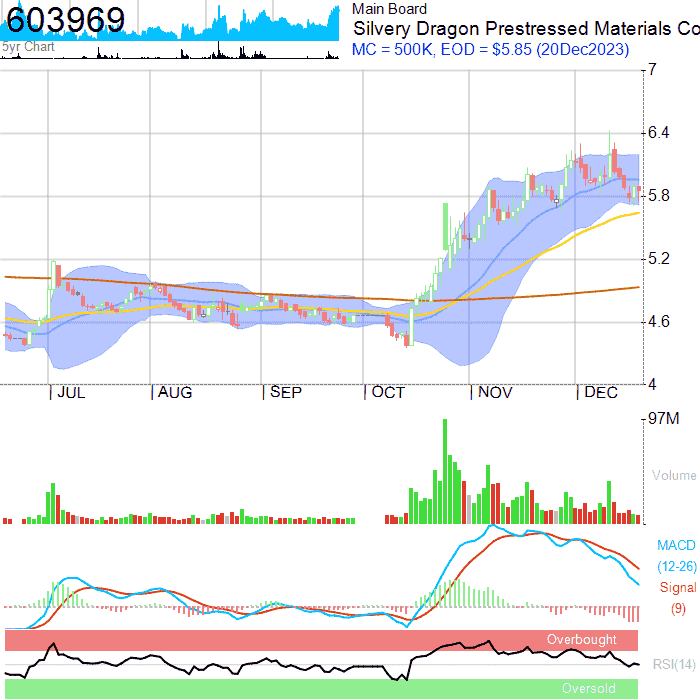 603969
5yr Chart
Main Board
Silvery Dragon Prestressed Materials Co
MC = 500K, EOD = $5.85 (20Dec2023)
7
6.4
5.8
5.2
4.6
4
JUL AUG SEP OCT NOV DEC
97M
Volume
MACD
(12-26)
Signal
(9)
Overbought
RSI(14)
Oversold